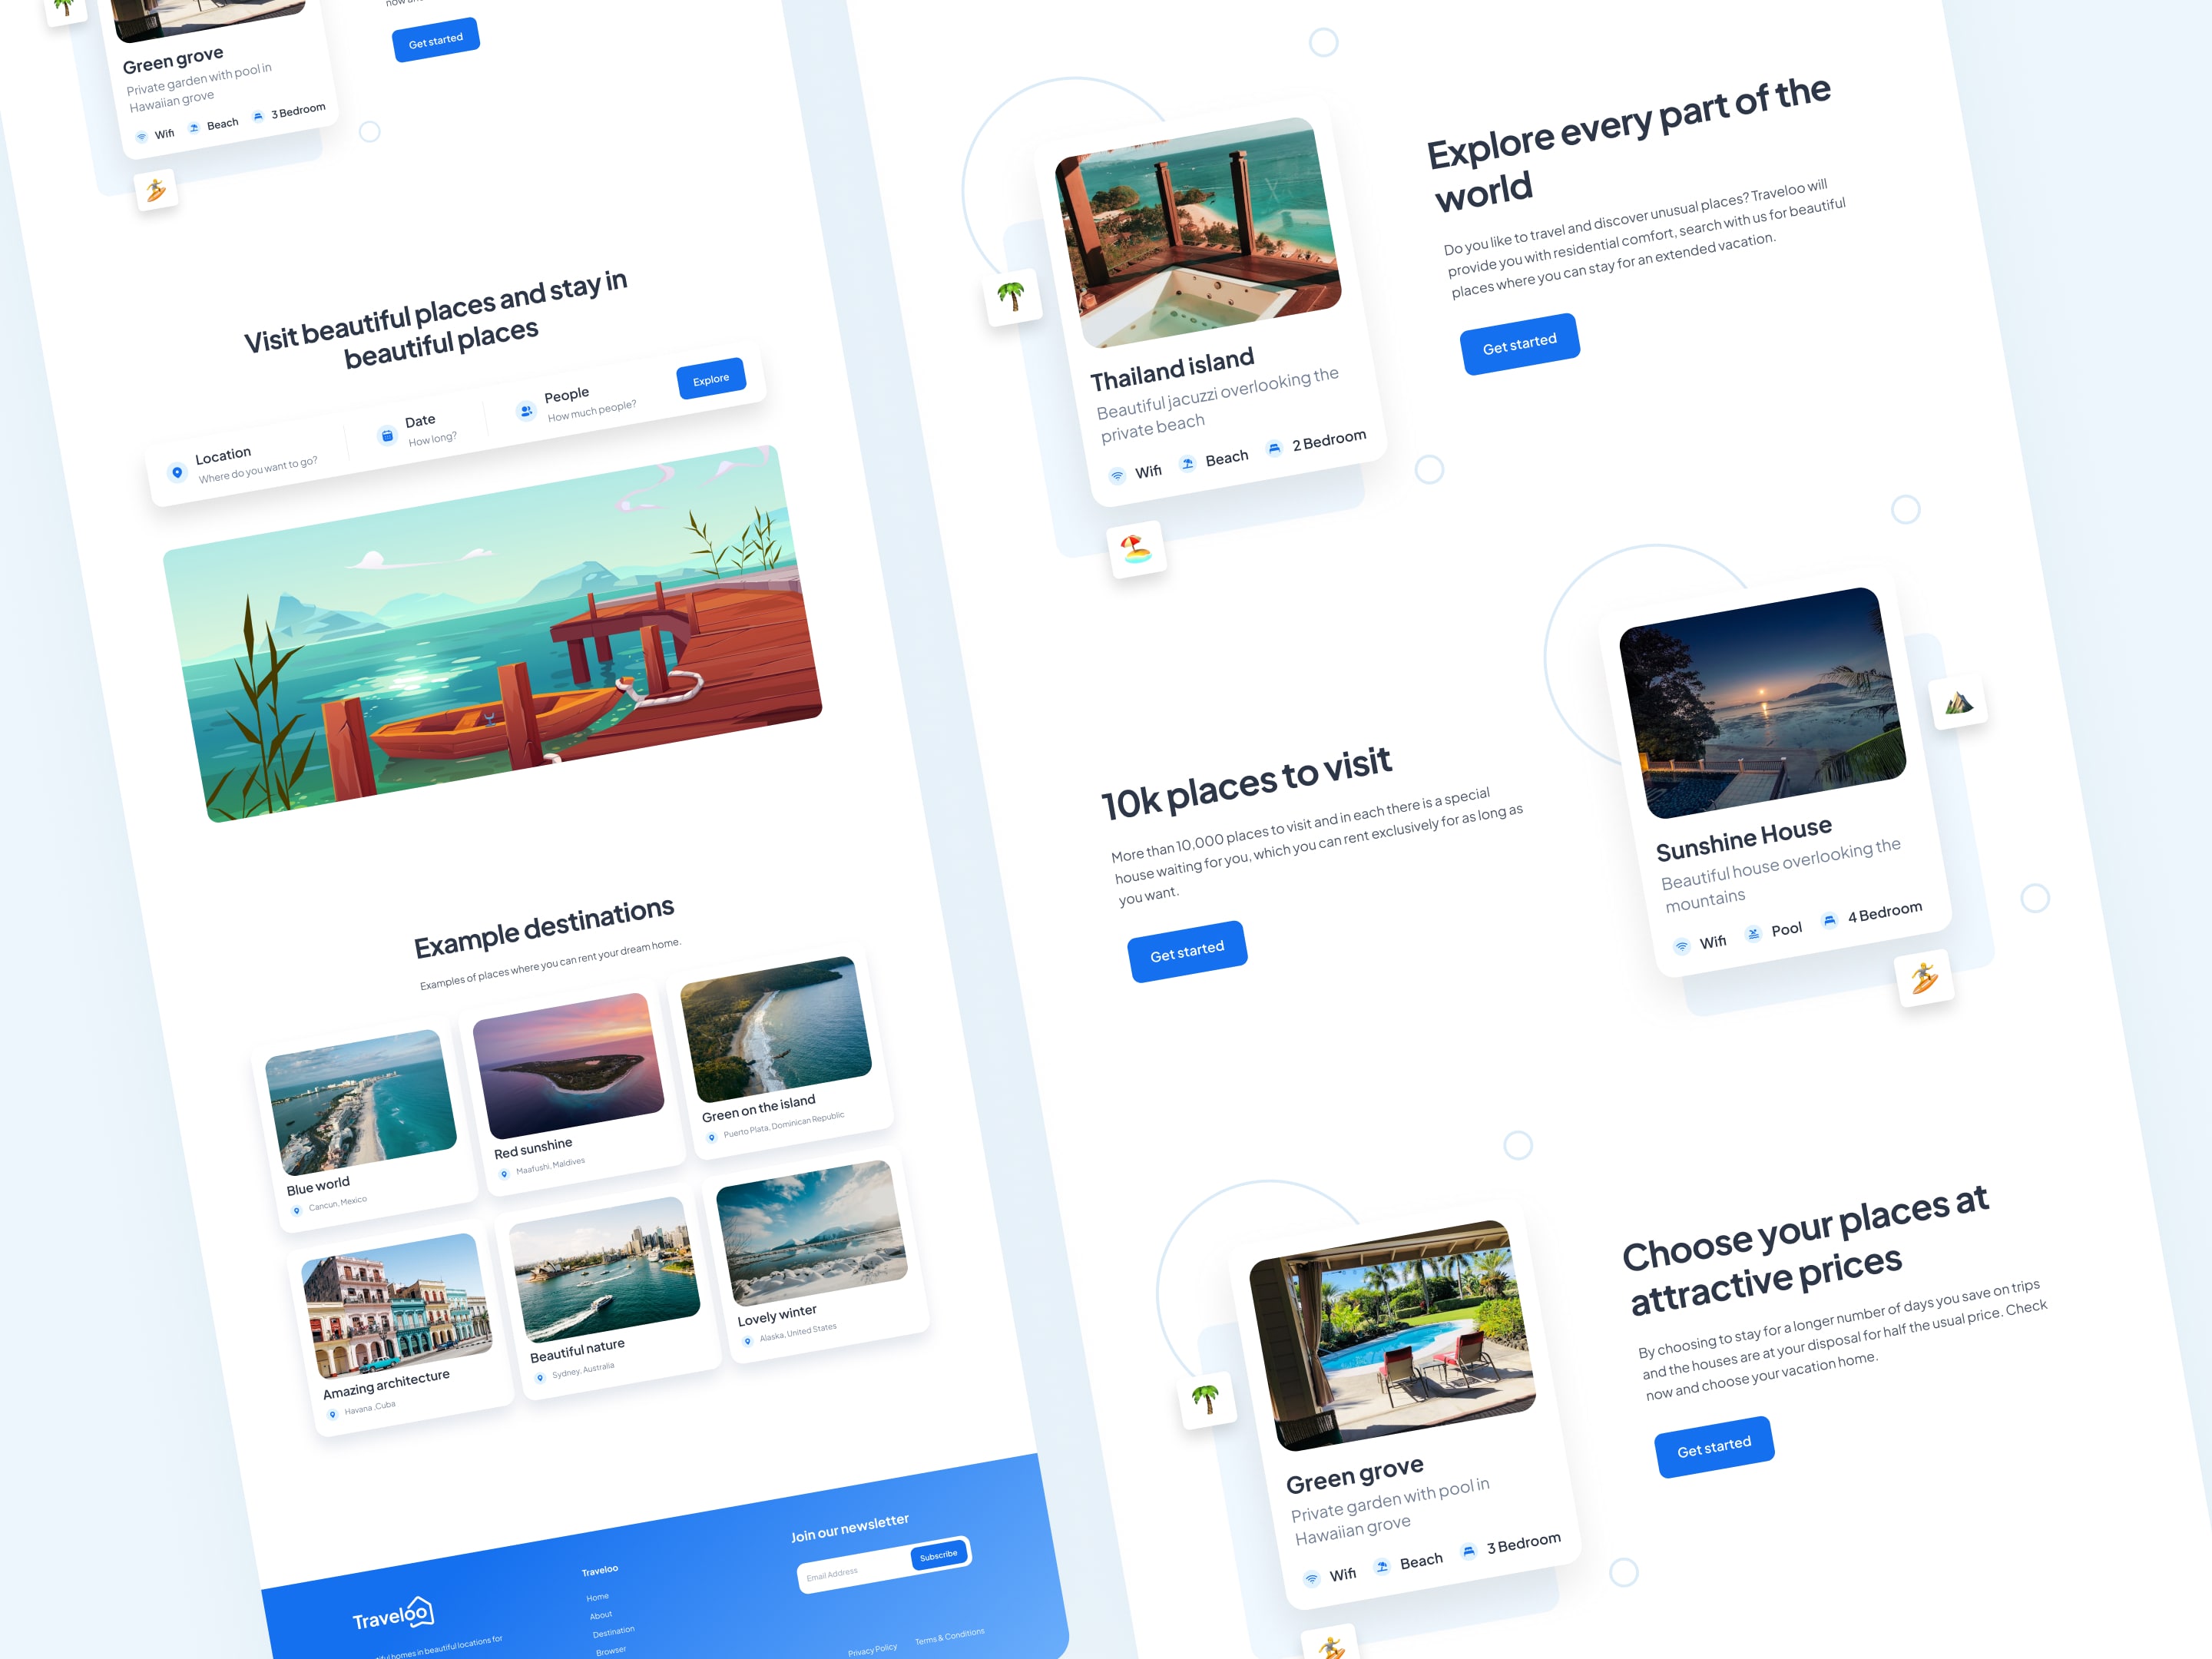 now and
Get started
Green grove
Private garden with pool in
Hawaiian grove
Wifi
Beach
3 Bedroom
Visit beautiful places and stay in
beautiful places
Location
Where do you want to go?
Date
How long?
People
How much people?
Explore
Example destinations
Examples of places where you can rent your dream home.
Blue world
Cancun, Mexico
Red sunshine
Maafushi, Maldives
Green on the island
Puerto Plata, Dominican Republic
Amazing architecture
Havana ,Cuba
Beautiful nature
Sydney, Australia
Lovely winter
Alaska, United States
Traveloo
homes in beautiful locations for
Traveloo
Home
About
Destination
Browser
Join our newsletter
Email Address
Subscribe
Privacy Policy
Terms & Conditions
Thailand island
Beautiful jacuzzi overlooking the
private beach
Wifi
Beach
2 Bedroom
Explore every part of the
world
Do you like to travel and discover unusual places? Traveloo will
provide you with residential comfort, search with us for beautiful
places where you can stay for an extended vacation.
Get started
10k places to visit
More than 10,000 places to visit and in each there is a special
house waiting for you, which you can rent exclusively for as long as
you want.
Get started
Sunshine House
Beautiful house overlooking the
mountains
Wifi
Pool
4 Bedroom
Green grove
Private garden with pool in
Hawaiian grove
Wifi
Beach
3 Bedroom
Choose your places at
attractive prices
By choosing to stay for a longer number of days you save on trips
and the houses are at your disposal for half the usual price. Check
now and choose your vacation home.
Get started